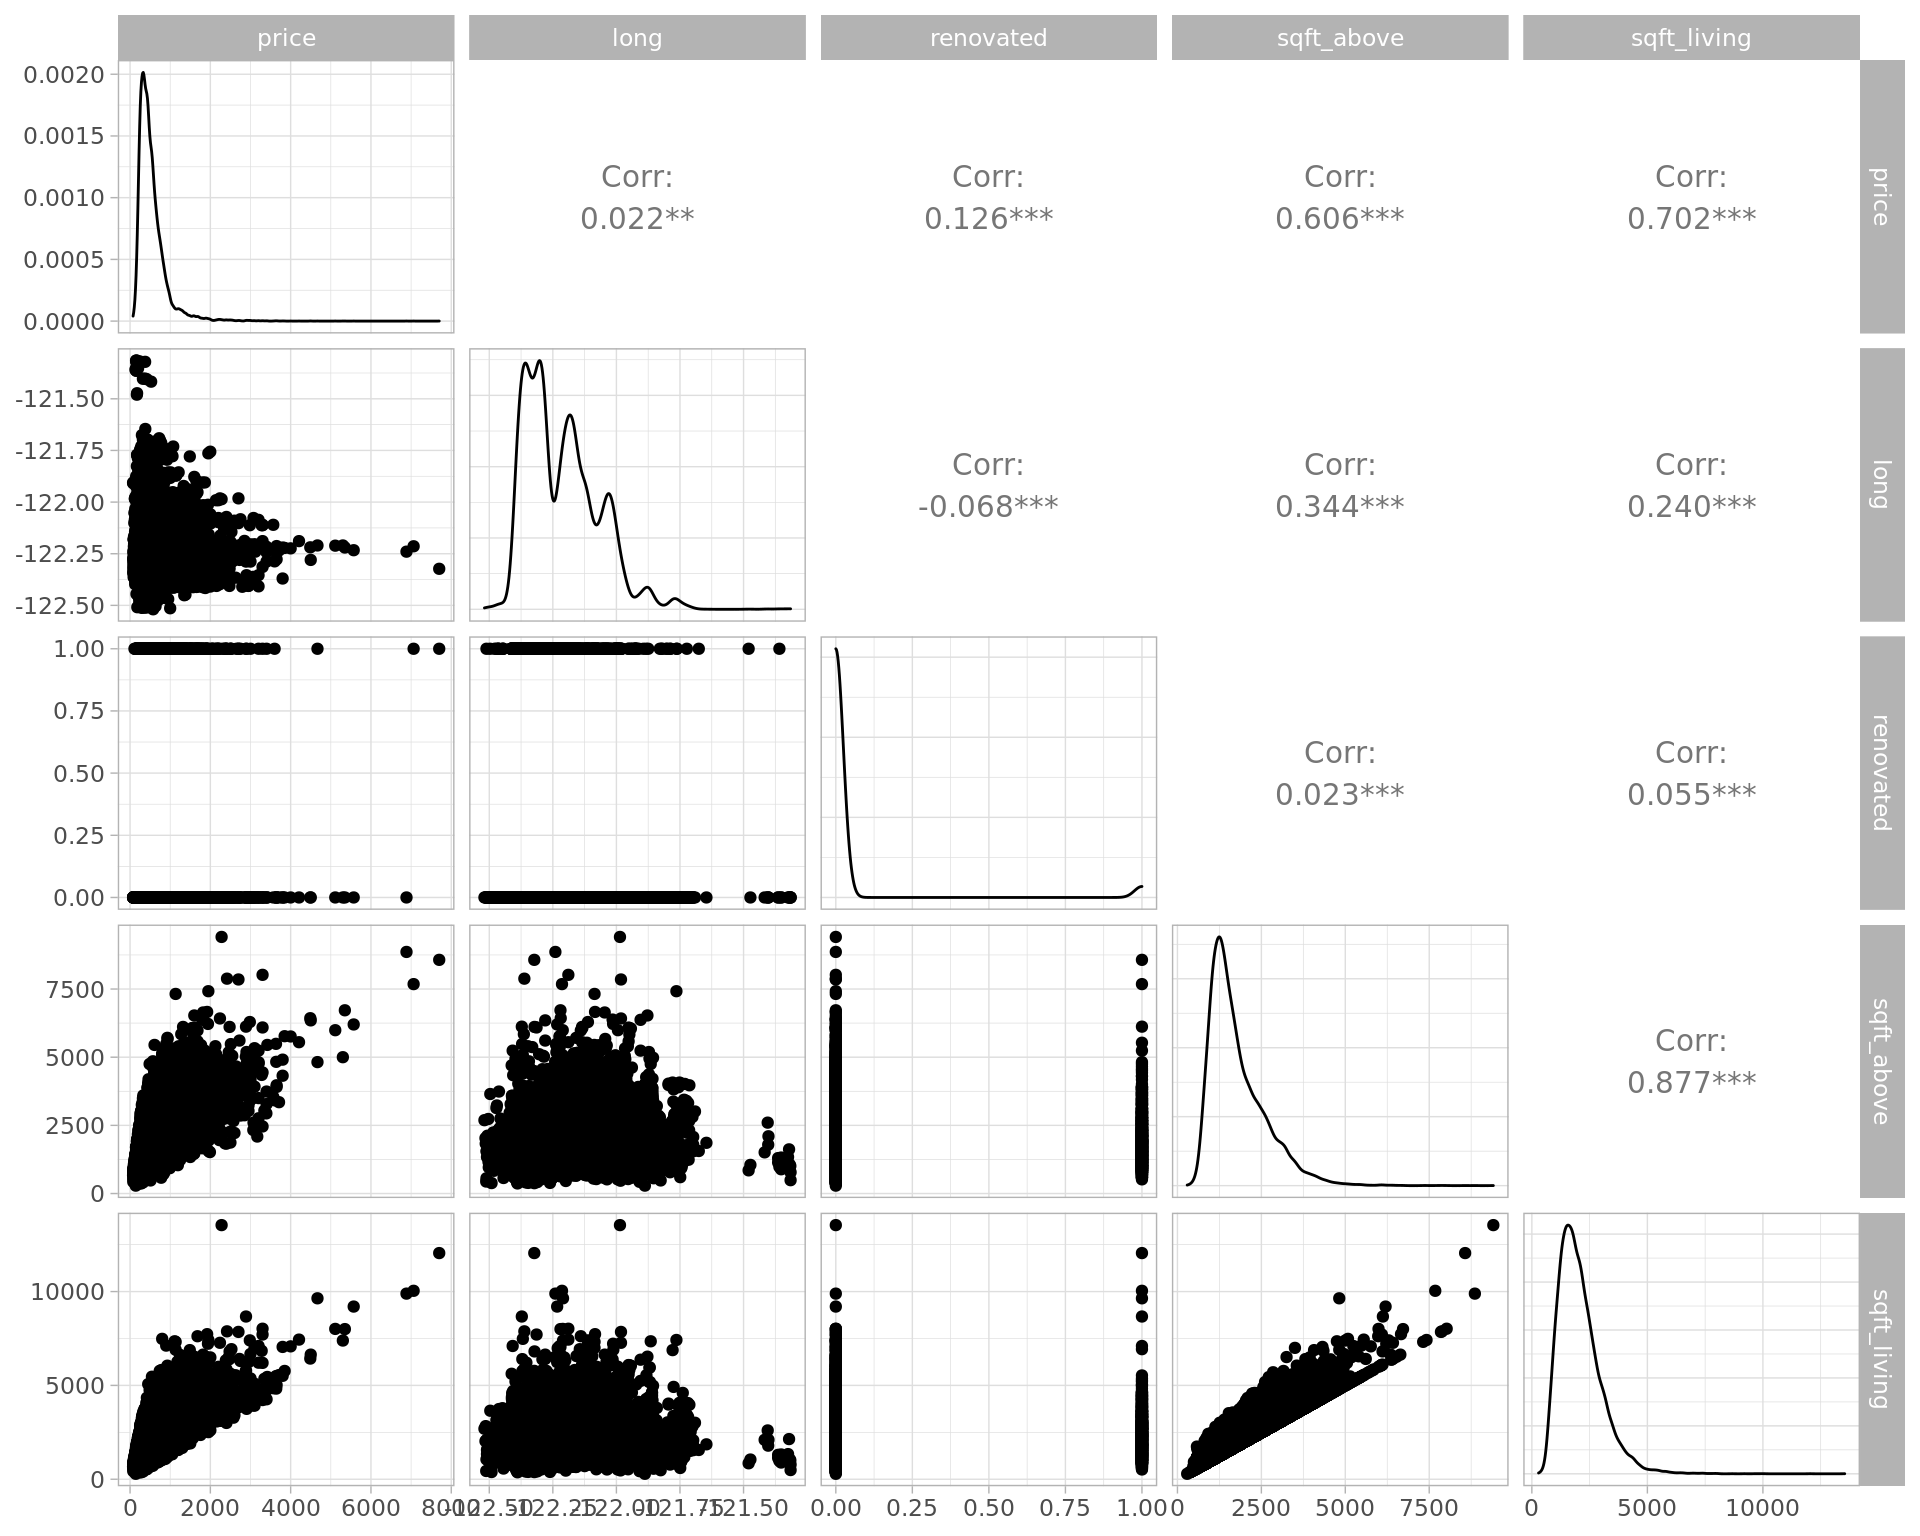 price long renovated sqft_above sqft_living
0.0020
0.0015
0.0010
0.0005
0.0000
Corr:
0.022**
Corr:
0.126***
Corr:
0.606***
Corr:
0.702***
price
-121.50
-121.75
-122.00
-122.25
-122.50
Corr:
-0.068***
Corr:
0.344***
Corr:
0.240***
long
1.00
0.75
0.50
0.25
0.00
Corr:
0.023***
Corr:
0.055***
renovated
7500
5000
2500
0
Corr:
0.877***
sqft_above
10000
5000
0
sqft_living
0 2000 4000 6000
-121.50
0.00 0.25 0.50 0.75 1.00
0 2500 5000 7500
0 5000 10000